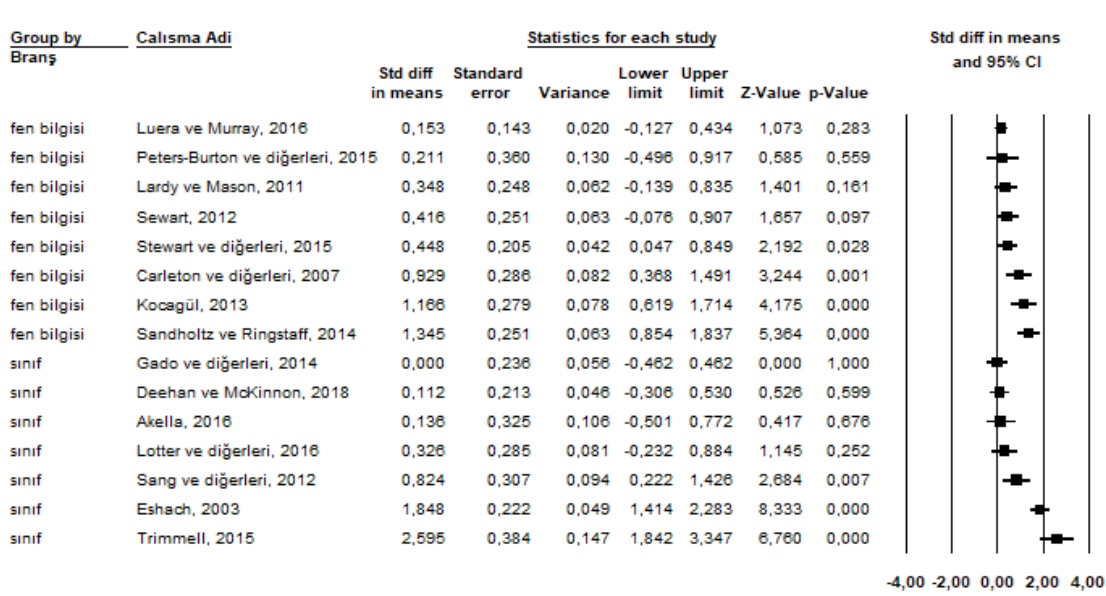 Group by Calısma Adi Statistics for each study Std diff in means
Branş and 95% CI
Std diff Standard Lower Upper
in means error Variance limit limit Z-Value p-Value
fen bilgisi Luera ve Murray, 2016 0,153 0,143 0,020 -0,127 0,434 1,073 0,283
fen bilgisi Peters-Burton ve diğerleri, 2015 0,211 0,360 0,130 -0,496 0,917 0,585 0,559
fen bilgisi Lardy ve Mason, 2011 0,348 0,248 0,062 -0,139 0,835 1,401 0,161
fen bilgisi Sewart, 2012 0,416 0,251 0,063 -0,076 0,907 1,657 0,097
fen bilgisi Stewart ve diğerleri, 2015 0,448 0,205 0,042 0,047 0,849 2,192 0,028
fen bilgisi Carleton ve diğerleri, 2007 0,929 0,286 0,082 0,368 1,491 3,244 0,001
fen bilgisi Kocagül, 2013 1,166 0,279 0,078 0,619 1,714 4,175 0,000
fen bilgisi Sandholtz ve Ringstaff, 2014 1,345 0,251 0,063 0,854 1,837 5,364 0,000
sınıf Gado ve diğerleri, 2014 0,000 0,236 0,056 -0,462 0,462 0,000 1,000
sınıf Deehan ve McKinnon, 2018 0,112 0,213 0,046 -0,306 0,530 0,526 0,599
sınıf Akella, 2016 0,136 0,325 0,106 -0,501 0,772 0,417 0,676
sınıf Lotter ve diğerleri, 2016 0,326 0,285 0,081 -0,232 0,884 1,145 0,252
sınıf Sang ve diğerleri, 2012 0,824 0,307 0,094 0,222 1,426 2,684 0,007
sınıf Eshach, 2003 1,848 0,222 0,049 1,414 2,283 8,333 0,000
sınıf Trimmell, 2015 2,595 0,384 0,147 1,842 3,347 6,760 0,000
-4,00 -2,00 0,00 2,00 4,00